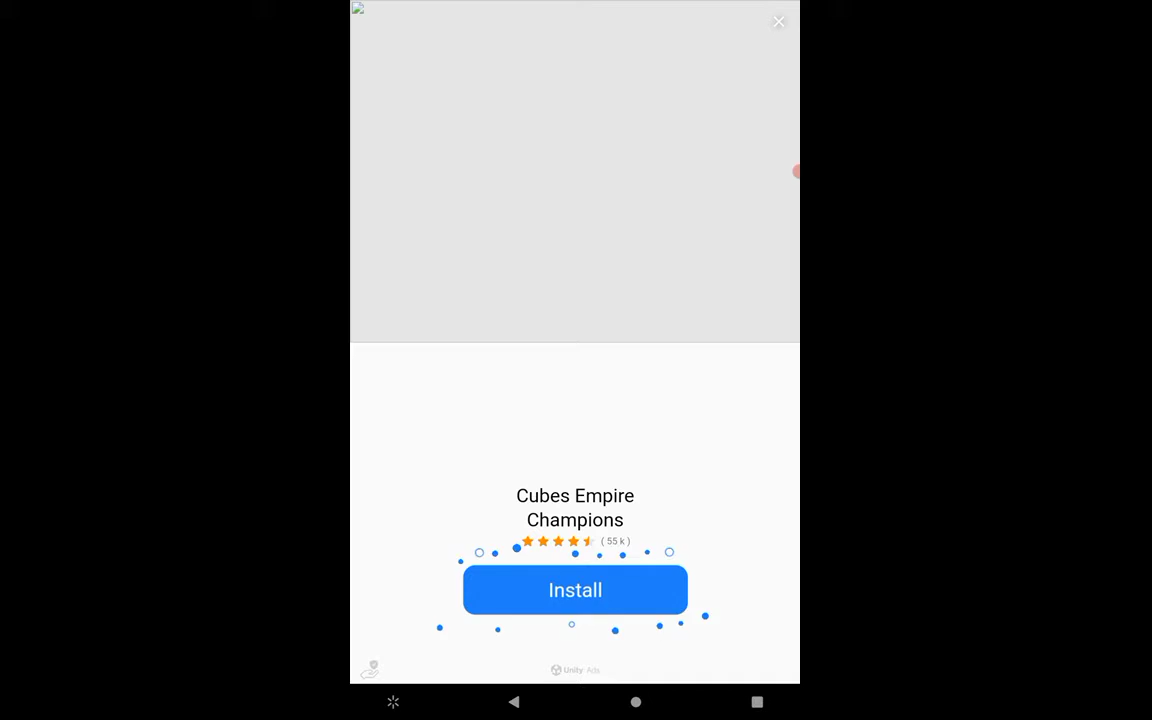 Cubes Empire
Champions
( 55 k )
Install
Unity Ads